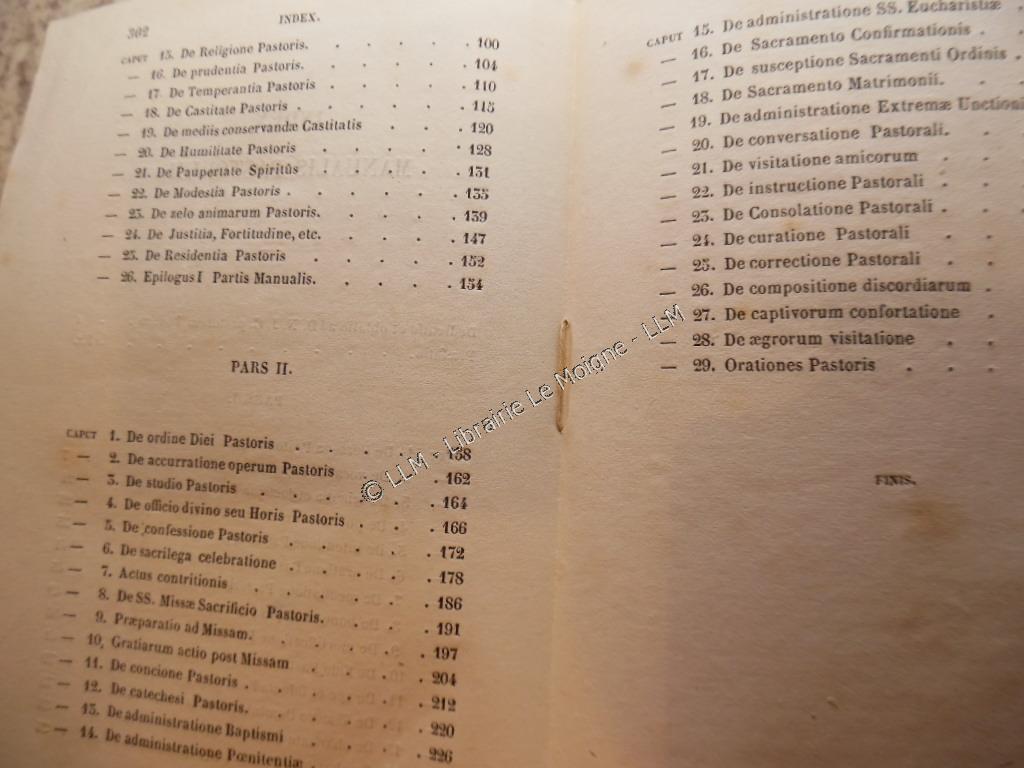 302
INDEX.
CAPUT 15. De Religione Pastoris. . . . . . 100
— 16. De prudentia Pastoris. . . . . . 104
— 17. De Temperantia Pastoris . . . . . 110
— 18. De Castitate Pastoris . . . . . . 115
— 19. De mediis conservandæ Castitatis . . . 120
— 20. De Humilitate Pastoris . . . . . 128
— 21. De Paupertate Spiritûs . . . . . 131
— 22. De Modestia Pastoris . . . . . . 135
— 23. De zelo animarum Pastoris. . . . . 139
— 24. De Justitia, Fortitudine, etc. . . . . 147
— 25. De Residentia Pastoris . . . . . 152
— 26. Epilogus I Partis Manualis. . . . . 154
PARS II.
CAPUT 1. De ordine Diei Pastoris . . . . . 158
— 2. De accurratione operum Pastoris . . . 162
— 3. De studio Pastoris . . . . . . 164
— 4. De officio divino seu Horis Pastoris . . . 166
— 5. De confessione Pastoris . . . . . 172
— 6. De sacrilega celebratione . . . . . 178
— 7. Actus contritionis . . . . . . 186
— 8. De SS. Missæ Sacrificio Pastoris. . . . 191
— 9. Præparatio ad Missam. . . . . . 197
— 10. Gratiarum actio post Missam . . . . 204
— 11. De concione Pastoris . . . . . . 212
— 12. De catechesi Pastoris. . . . . . 220
— 13. De administratione Baptismi . . . . 226
— 14. De administratione Pœnitentiæ
CAPUT 15. De administratione SS. Eucharistiæ .
— 16. De Sacramento Confirmationis .
— 17. De susceptione Sacramenti Ordinis .
— 18. De Sacramento Matrimonii. .
— 19. De administratione Extremæ Unctioni
— 20. De conversatione Pastorali. .
— 21. De visitatione amicorum . .
— 22. De instructione Pastorali . .
— 23. De Consolatione Pastorali . .
— 24. De curatione Pastorali . .
— 25. De correctione Pastorali . .
— 26. De compositione discordiarum .
— 27. De captivorum confortatione .
— 28. De ægrorum visitatione . .
— 29. Orationes Pastoris . . .
FINIS.
© LLM - Librairie Le Moigne - LLM